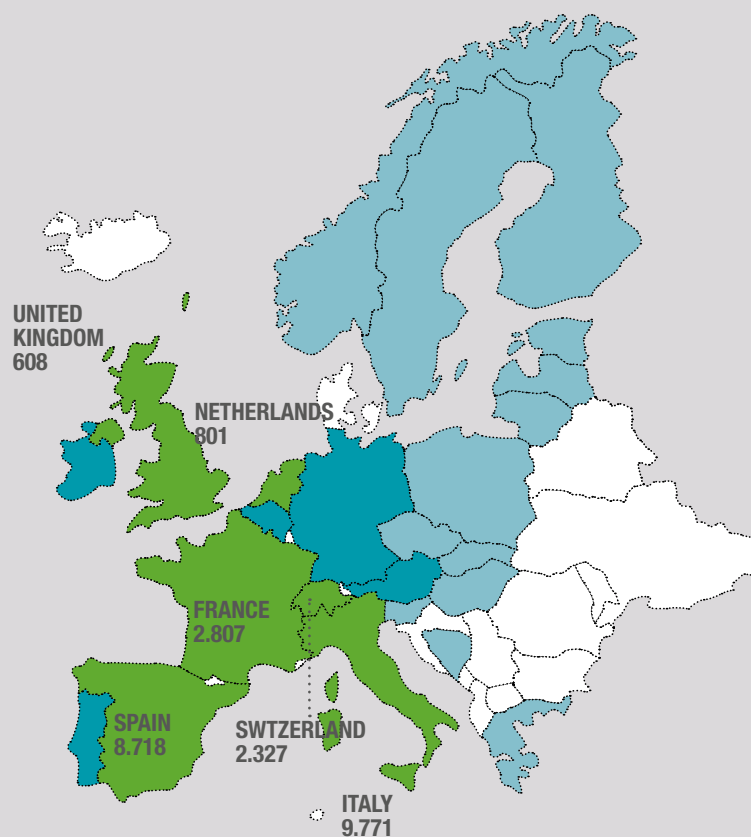 UNITED
KINGDOM
608
NETHERLANDS
801
FRANCE
2.807
SPAIN
8.718
SWTZERLAND
2.327
ITALY
9.771